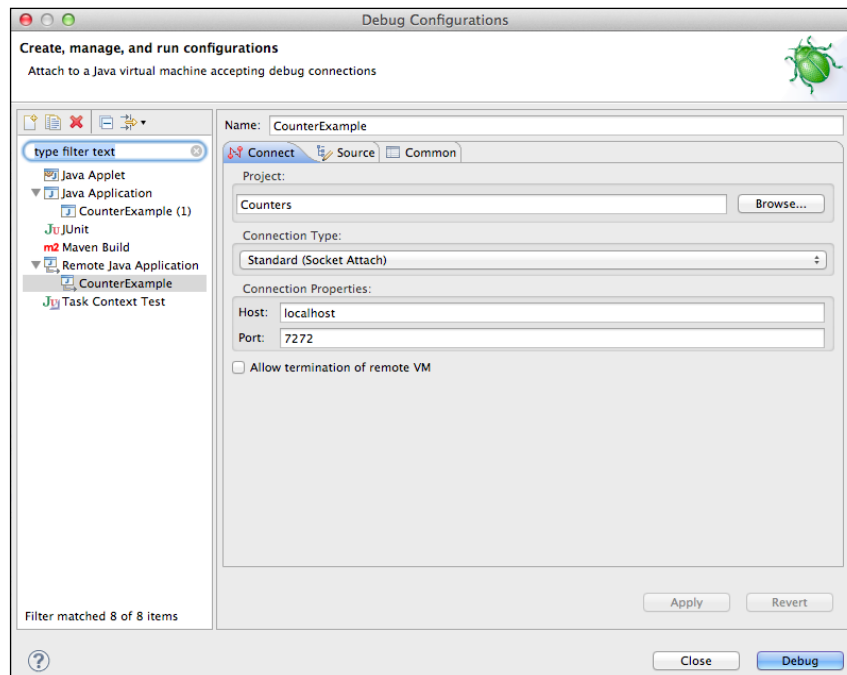 Debug Configurations
Create, manage, and run configurations
Attach to a Java virtual machine accepting debug connections
type filter text
Java Applet
Java Application
CounterExample (1)
Ju JUnit
m2 Maven Build
Remote Java Application
CounterExample
Ju Task Context Test
Filter matched 8 of 8 items
Name: CounterExample
Connect Source Common
Project:
Counters Browse...
Connection Type:
Standard (Socket Attach)
Connection Properties:
Host: localhost
Port: 7272
Allow termination of remote VM
Apply Revert
? Close Debug